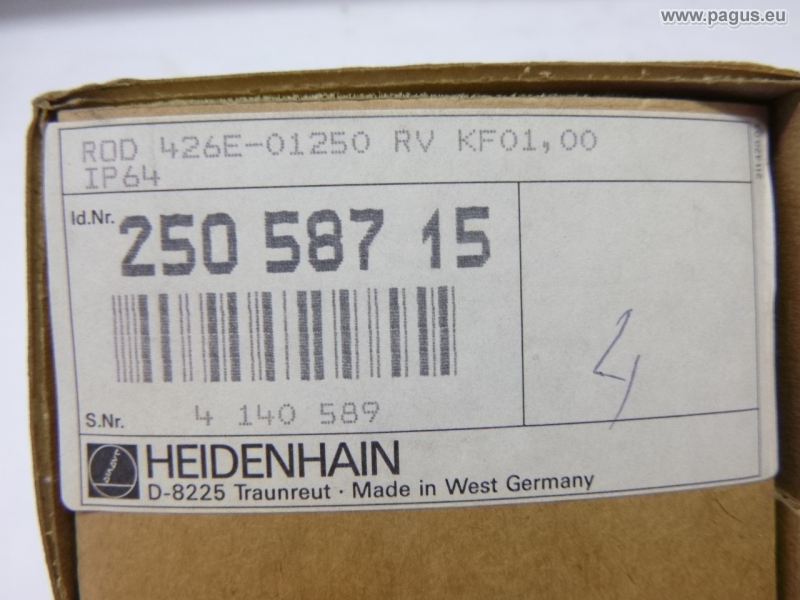 www.pagus.eu
ROD 426E-01250 RV KF01,00
IP64
Id.Nr. 250 587 15
S.Nr. 4 140 589
4
HEIDENHAIN
D-8225 Traunreut · Made in West Germany